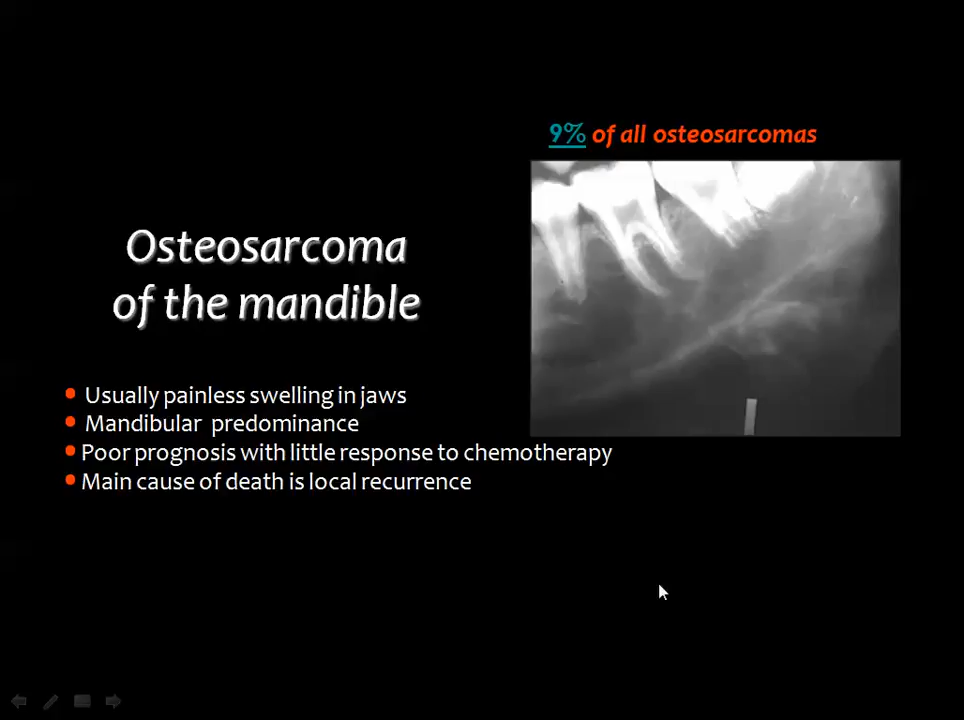 9% of all osteosarcomas
Osteosarcoma
of the mandible
• Usually painless swelling in jaws
• Mandibular predominance
• Poor prognosis with little response to chemotherapy
• Main cause of death is local recurrence